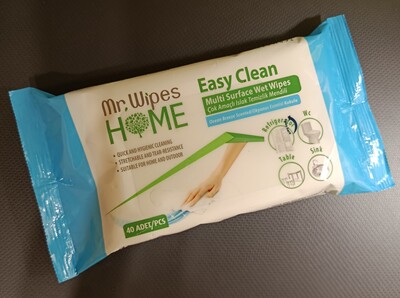 Mr. Wipes
HOME
Easy Clean
Multi Surface Wet Wipes
Çok Amaçlı Islak Temizlik Mendili
• QUICK AND HYGIENIC CLEANING
• STRETCHABLE AND TEAR RESISTANCE
• SUITABLE FOR HOME AND OUTDOOR
Refrigerator
Wc
Table
Sink
40 ADET/PCS